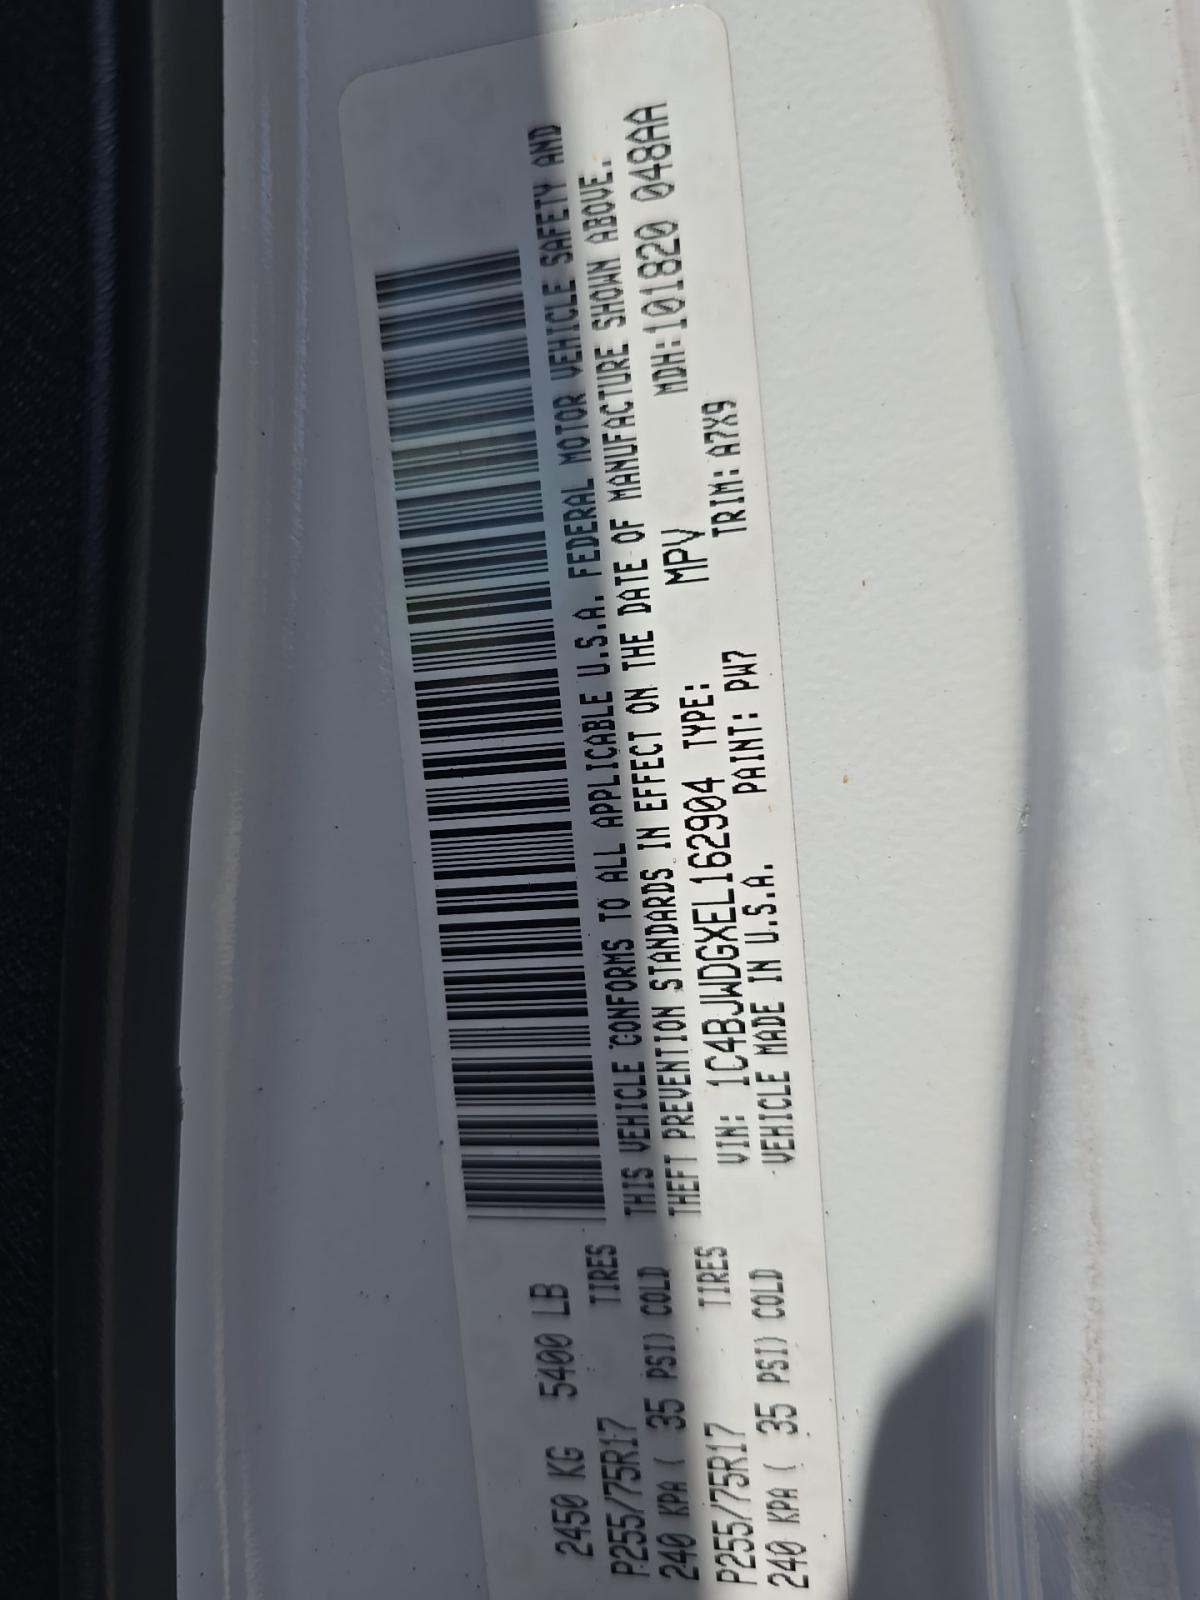 2450 KG 5400 LB
P255/75R17 TIRES
240 KPA ( 35 PSI) COLD
P255/75R17 TIRES
240 KPA ( 35 PSI) COLD
THIS VEHICLE CONFORMS TO ALL APPLICABLE U.S.A. FEDERAL MOTOR VEHICLE SAFETY AND
THEFT PREVENTION STANDARDS IN EFFECT ON THE DATE OF MANUFACTURE SHOWN ABOVE.
VIN: 1C4BJWDGXEL162904 TYPE: MPV MDH:101820 048AA
VEHICLE MADE IN U.S.A. PAINT: PW7 TRIM: A7X9